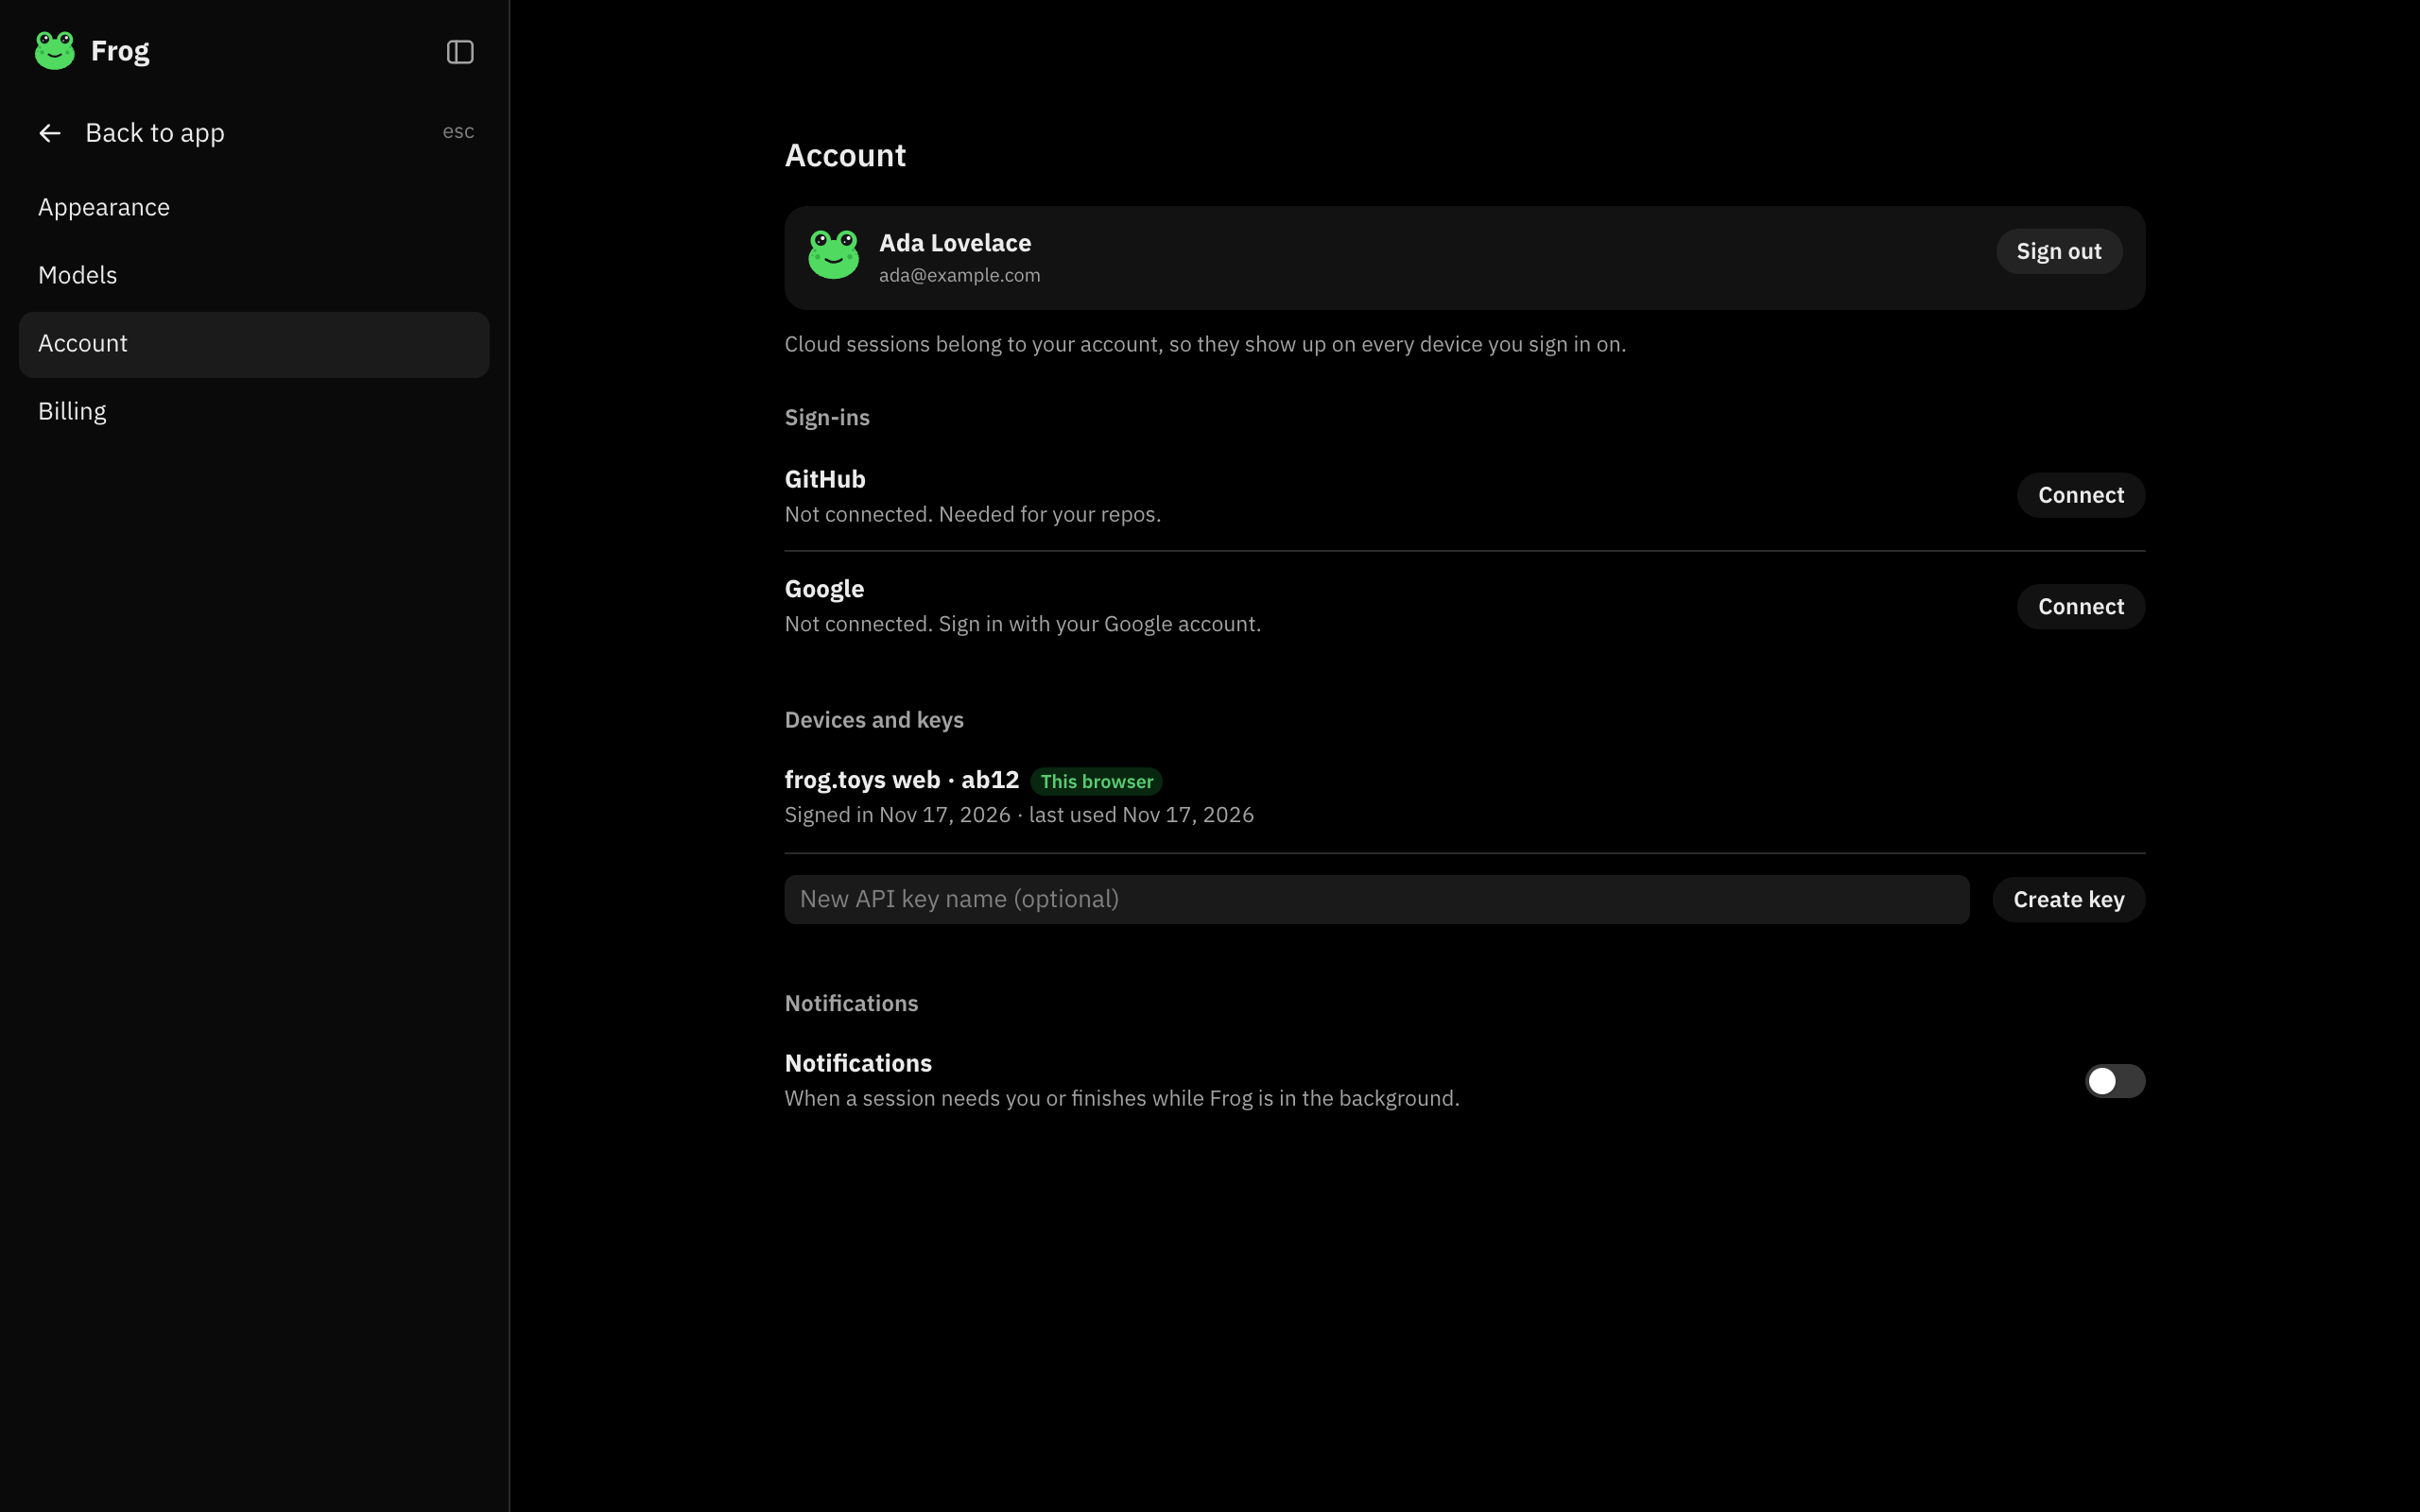 Frog
Back to app esc
Appearance
Models
Account
Billing
Account
Ada Lovelace
ada@example.com
Sign out
Cloud sessions belong to your account, so they show up on every device you sign in on.
Sign-ins
GitHub
Not connected. Needed for your repos.
Connect
Google
Not connected. Sign in with your Google account.
Connect
Devices and keys
frog.toys web · ab12 This browser
Signed in Nov 17, 2026 · last used Nov 17, 2026
New API key name (optional) Create key
Notifications
Notifications
When a session needs you or finishes while Frog is in the background.